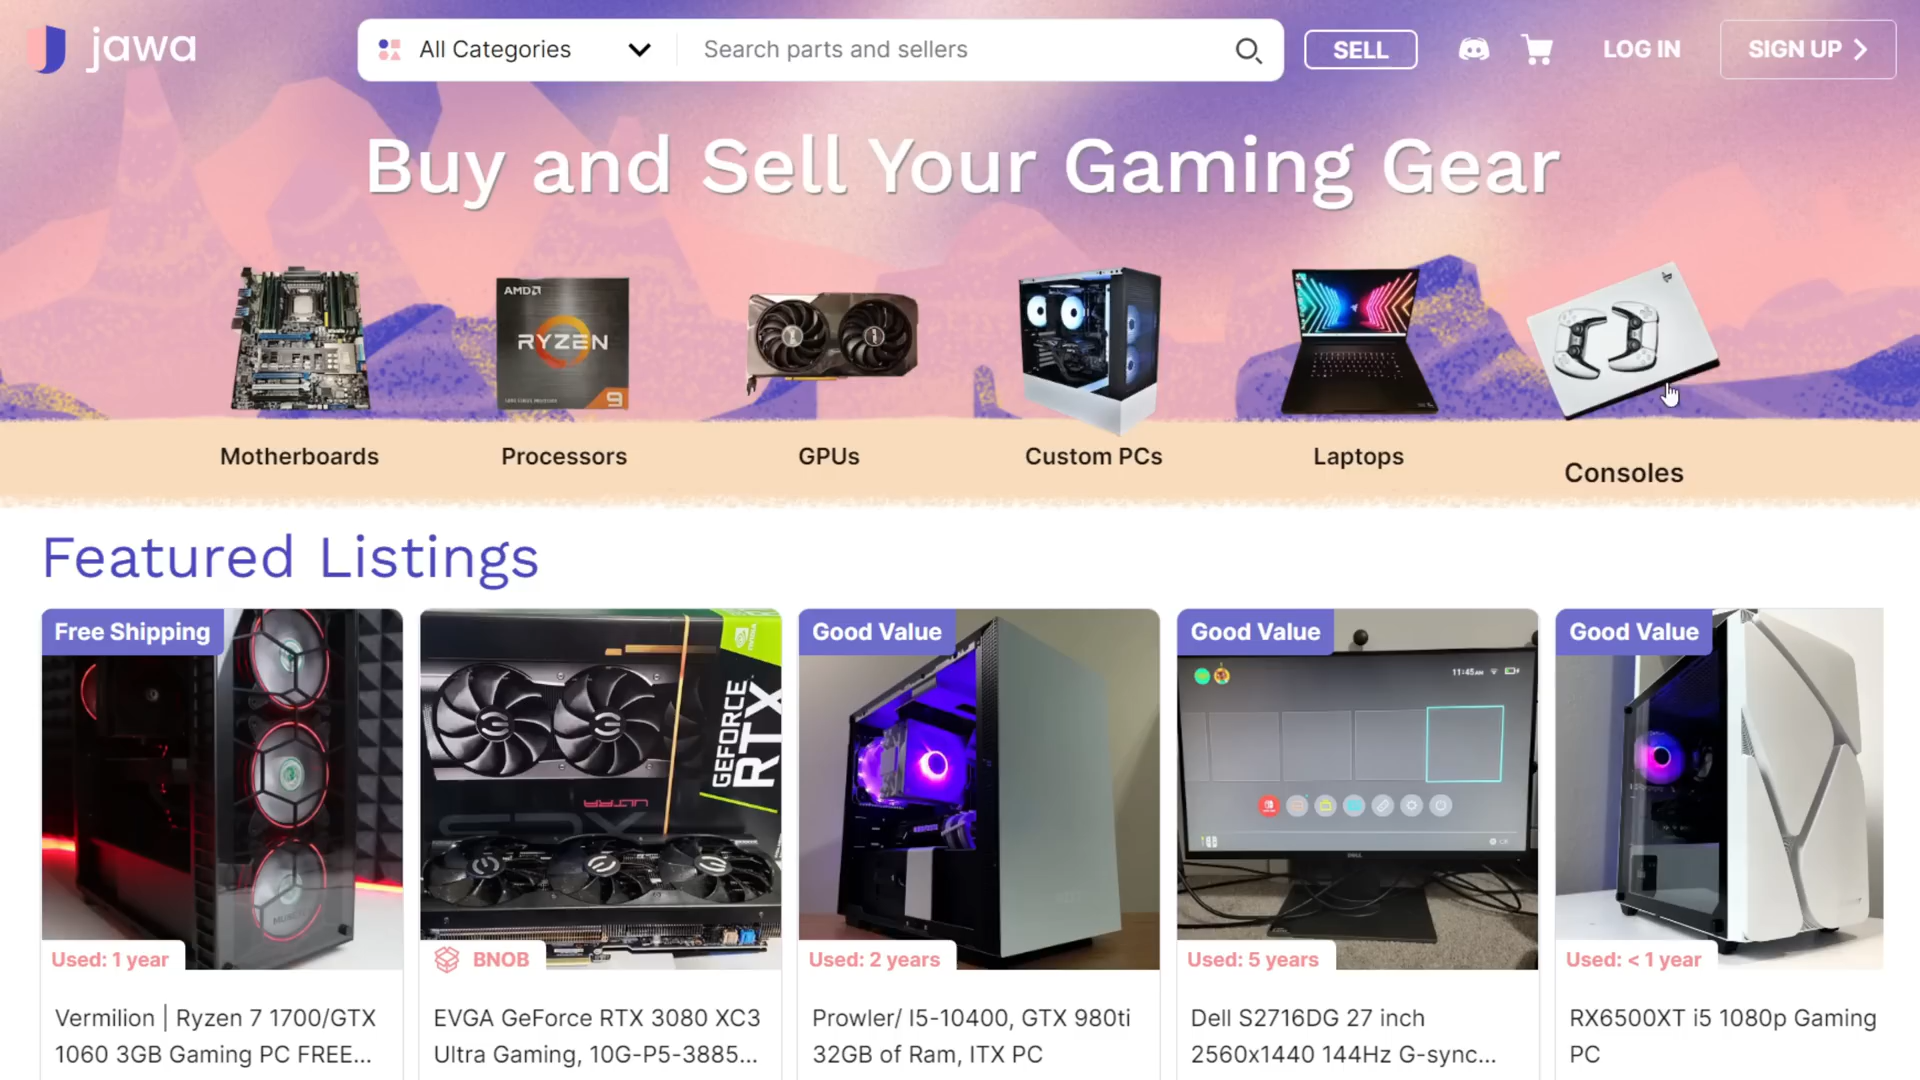 jawa
All Categories
Search parts and sellers
SELL
LOG IN
SIGN UP
Buy and Sell Your Gaming Gear
AMD
RYZEN
9
Motherboards
Processors
GPUs
Custom PCs
Laptops
Consoles
Featured Listings
Free Shipping
Good Value
Good Value
Good Value
GEFORCE
RTX
NVIDIA
ULTRA
11:45AM
DELL
Used: 1 year
BNOB
Used: 2 years
Used: 5 years
Used: < 1 year
Vermilion | Ryzen 7 1700/GTX
1060 3GB Gaming PC FREE...
EVGA GeForce RTX 3080 XC3
Ultra Gaming, 10G-P5-3885...
Prowler/ I5-10400, GTX 980ti
32GB of Ram, ITX PC
Dell S2716DG 27 inch
2560x1440 144Hz G-sync...
RX6500XT i5 1080p Gaming
PC